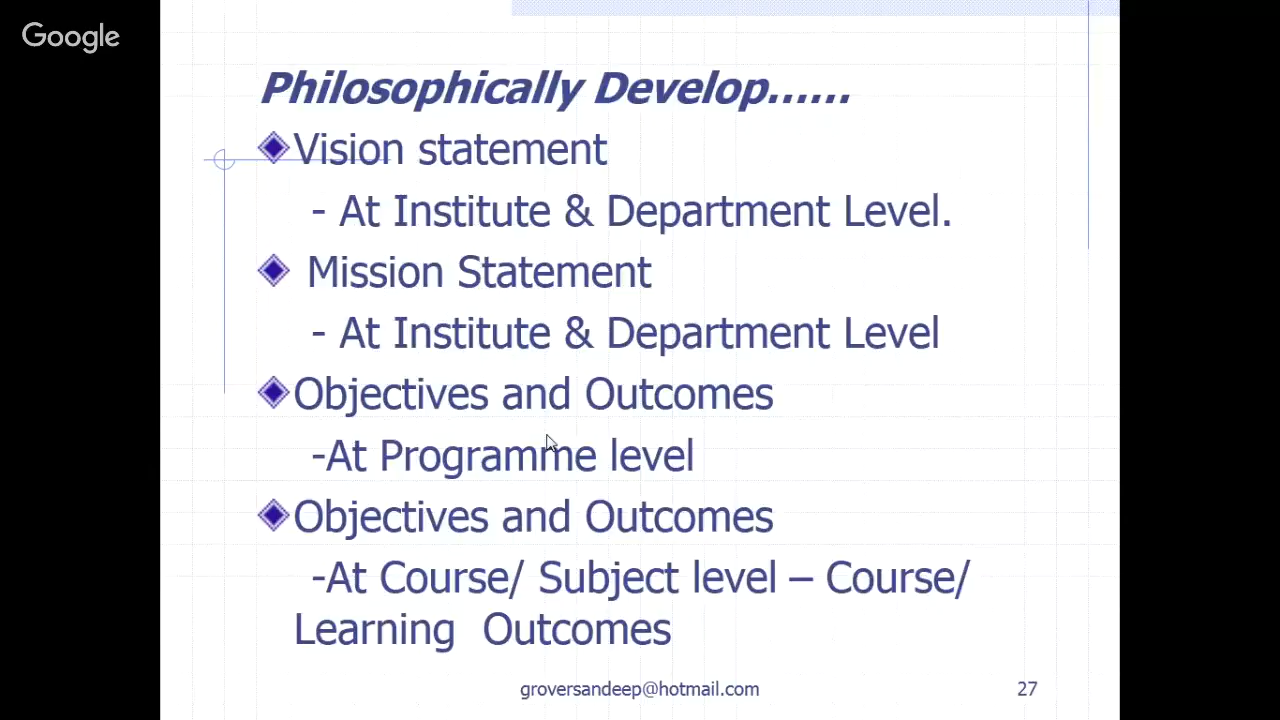 Google
Philosophically Develop......
Vision statement
- At Institute & Department Level.
Mission Statement
- At Institute & Department Level
Objectives and Outcomes
-At Programme level
Objectives and Outcomes
-At Course/ Subject level – Course/
Learning Outcomes
groversandeep@hotmail.com 27